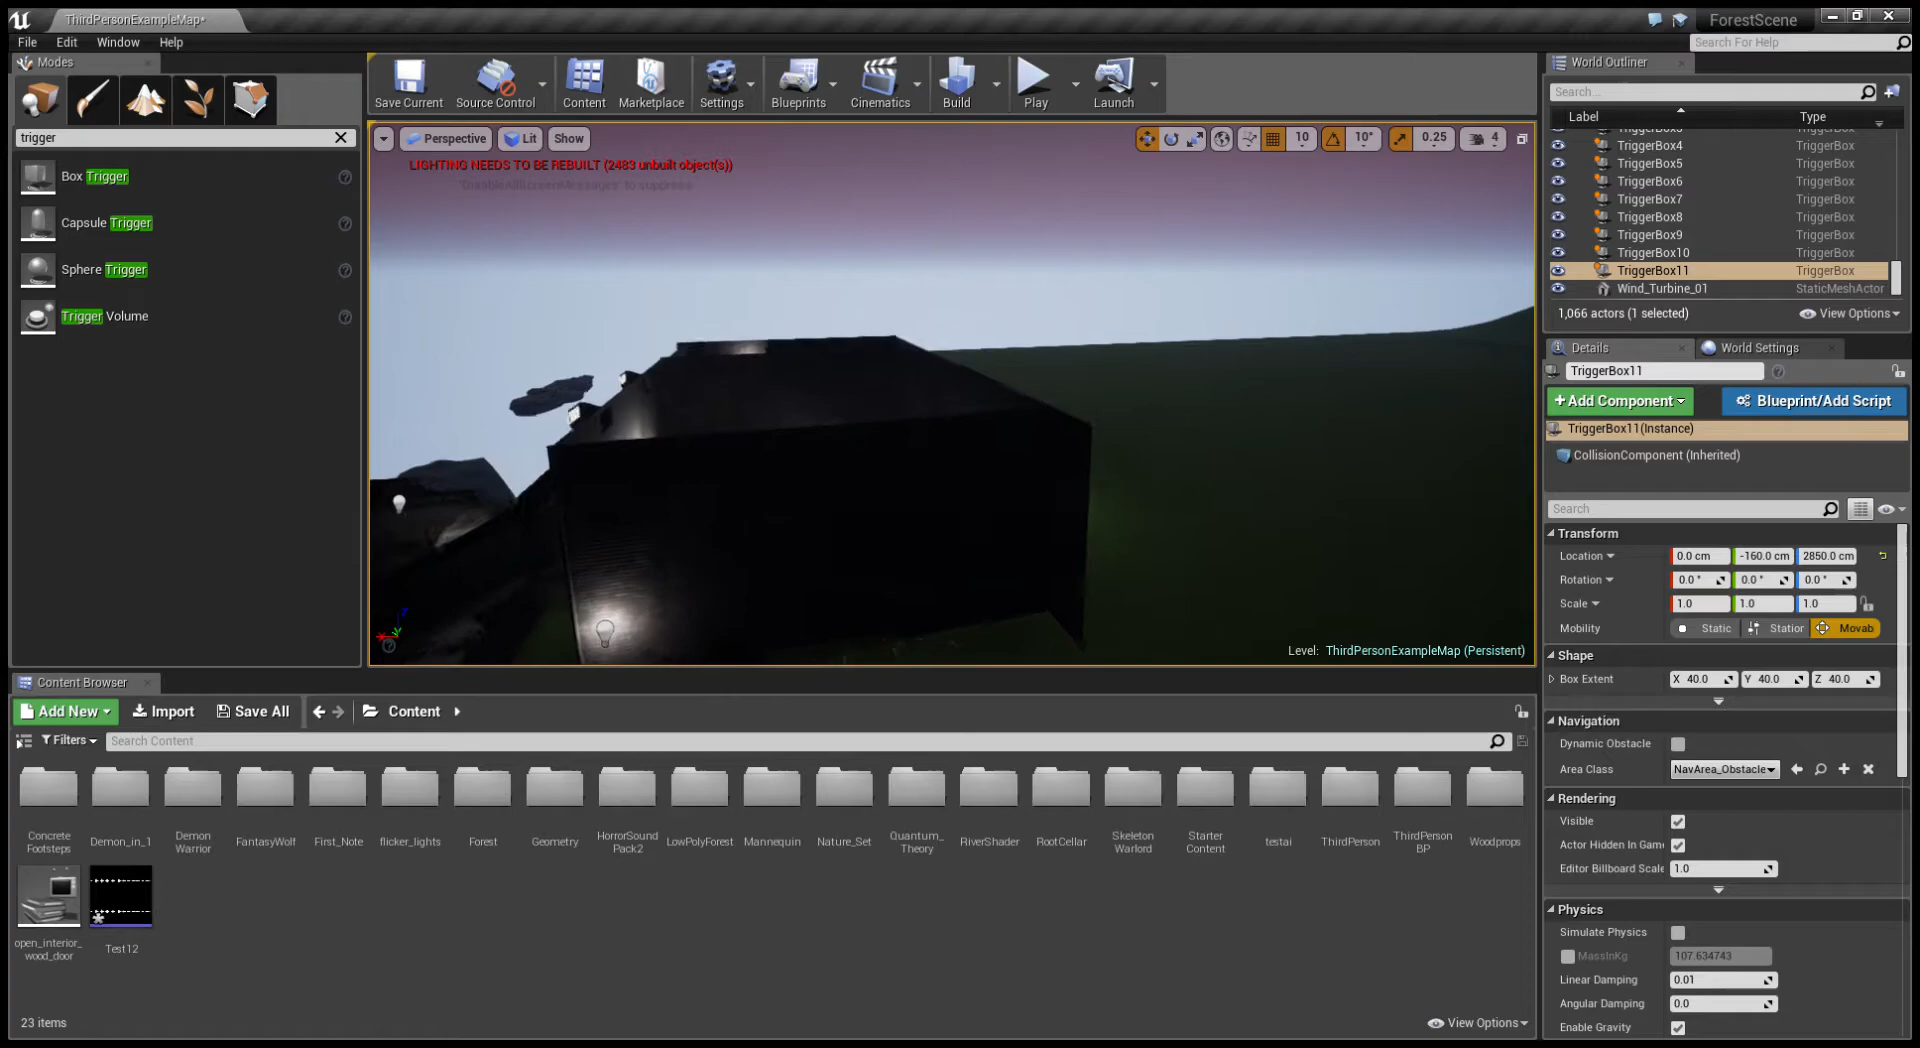 ThirdPersonExampleMap*
ForestScene
File Edit Window Help
Search For Help
Modes
trigger
Box Trigger
Capsule Trigger
Sphere Trigger
Trigger Volume
Save Current Source Control Content Marketplace Settings Blueprints Cinematics Build Play Launch
Perspective Lit Show 10 10° 0.25 4
LIGHTING NEEDS TO BE REBUILT (2483 unbuilt object(s))
'DisableAllScreenMessages' to suppress
Level: ThirdPersonExampleMap (Persistent)
World Outliner
Search...
Label Type
TriggerBox4 TriggerBox
TriggerBox5 TriggerBox
TriggerBox6 TriggerBox
TriggerBox7 TriggerBox
TriggerBox8 TriggerBox
TriggerBox9 TriggerBox
TriggerBox10 TriggerBox
TriggerBox11 TriggerBox
Wind_Turbine_01 StaticMeshActor
1,066 actors (1 selected) View Options
Details World Settings
TriggerBox11
+Add Component Blueprint/Add Script
TriggerBox11(Instance)
CollisionComponent (Inherited)
Search
Transform
Location 0.0 cm -160.0 cm 2850.0 cm
Rotation 0.0 ° 0.0 ° 0.0 °
Scale 1.0 1.0 1.0
Mobility Static Station Movab
Shape
Box Extent X 40.0 Y 40.0 Z 40.0
Navigation
Dynamic Obstacle
Area Class NavArea_Obstacle
Rendering
Visible
Actor Hidden In Game
Editor Billboard Scale 1.0
Physics
Simulate Physics
MassInKg 107.634743
Linear Damping 0.01
Angular Damping 0.0
Enable Gravity
Content Browser
Add New Import Save All Content
Filters Search Content
Concrete Demon_in_1 Demon FantasyWolf First_Note flicker_lights Forest Geometry HorrorSound LowPolyForest Mannequin Nature_Set Quantum_ RiverShader RootCellar Skeleton Starter testai ThirdPerson ThirdPerson Woodprops
Footsteps Warrior Pack2 Theory Warlord Content BP
open_interior_ Test12
wood_door
23 items View Options